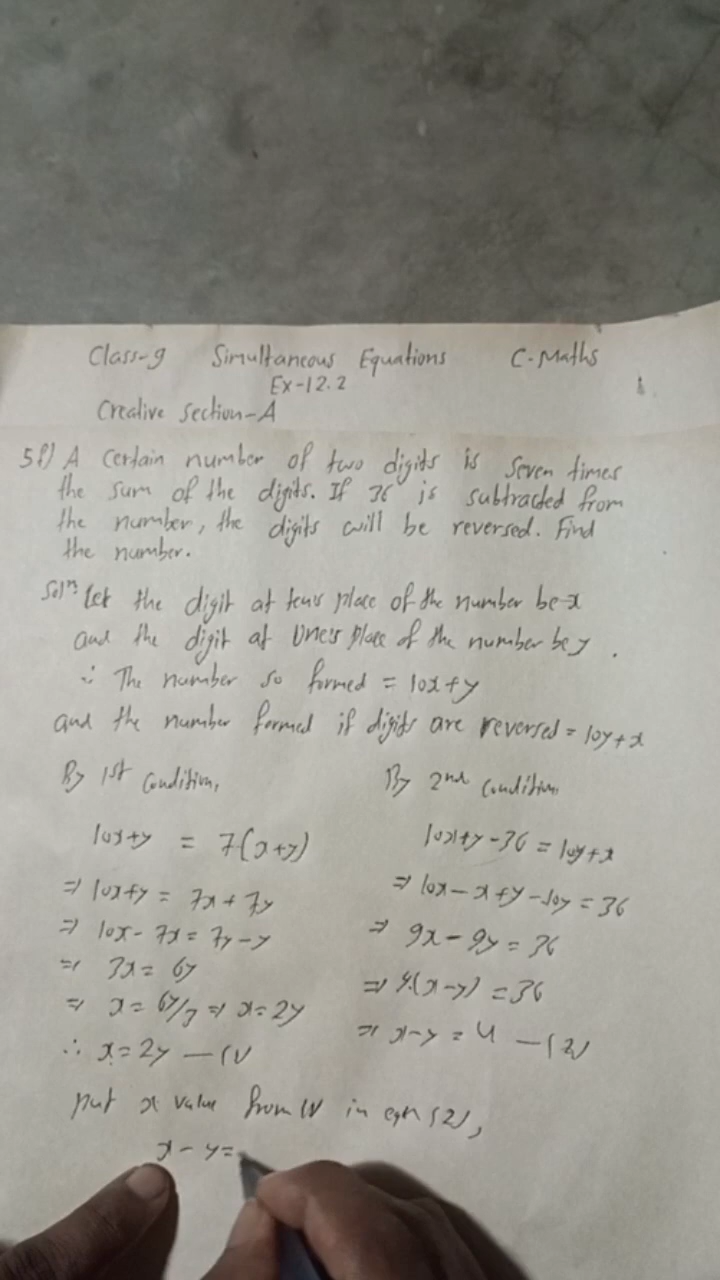 Class-9 Simultaneous Equations C-Maths
Ex-12.2
Creative Section-A
5f) A certain number of two digits is seven times
the sum of the digits. If 36 is subtracted from
the number, the digits will be reversed. Find
the number.
Solⁿ Let the digit at ten's place of the number be x
and the digit at one's place of the number be y.
∴ The number so formed = 10x+y
and the number formed if digits are reversed = 10y+x
By 1st Condition,
10x+y = 7(x+y)
⇒ 10x+y = 7x+7y
⇒ 10x-7x=7y-y
⇒ 3x=6y
⇒ x=6y/3 ⇒ x=2y
∴ x=2y —(1)
By 2nd Condition
10x+y-36=10y+x
⇒ 10x-x+y-10y=36
⇒ 9x-9y=36
⇒ 9(x-y)=36
⇒ x-y=4 —(2)
put x value from (1) in eqn (2),
x-y=